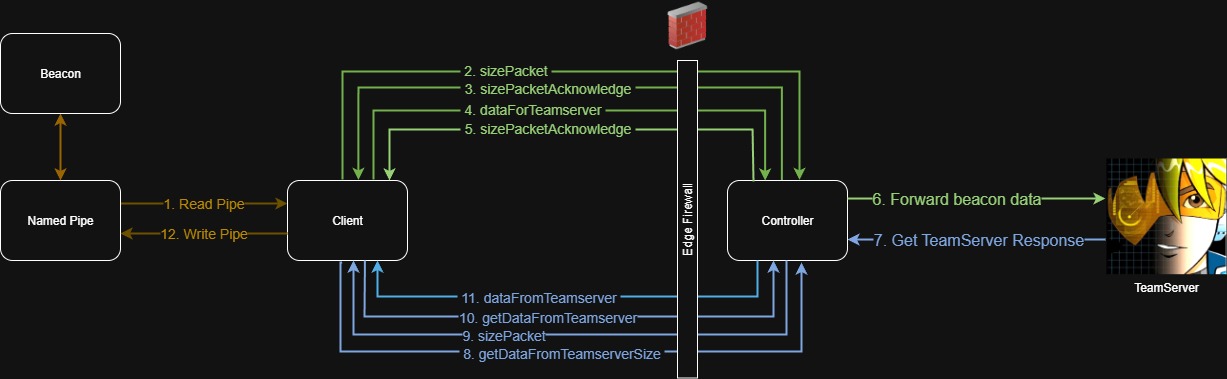 Beacon
2. sizePacket
3. sizePacketAcknowledge
4. dataForTeamserver
5. sizePacketAcknowledge
Named Pipe
1. Read Pipe
12. Write Pipe
Client
Edge Firewall
Controller
6. Forward beacon data
7. Get TeamServer Response
TeamServer
11. dataFromTeamserver
10. getDataFromTeamserver
9. sizePacket
8. getDataFromTeamserverSize